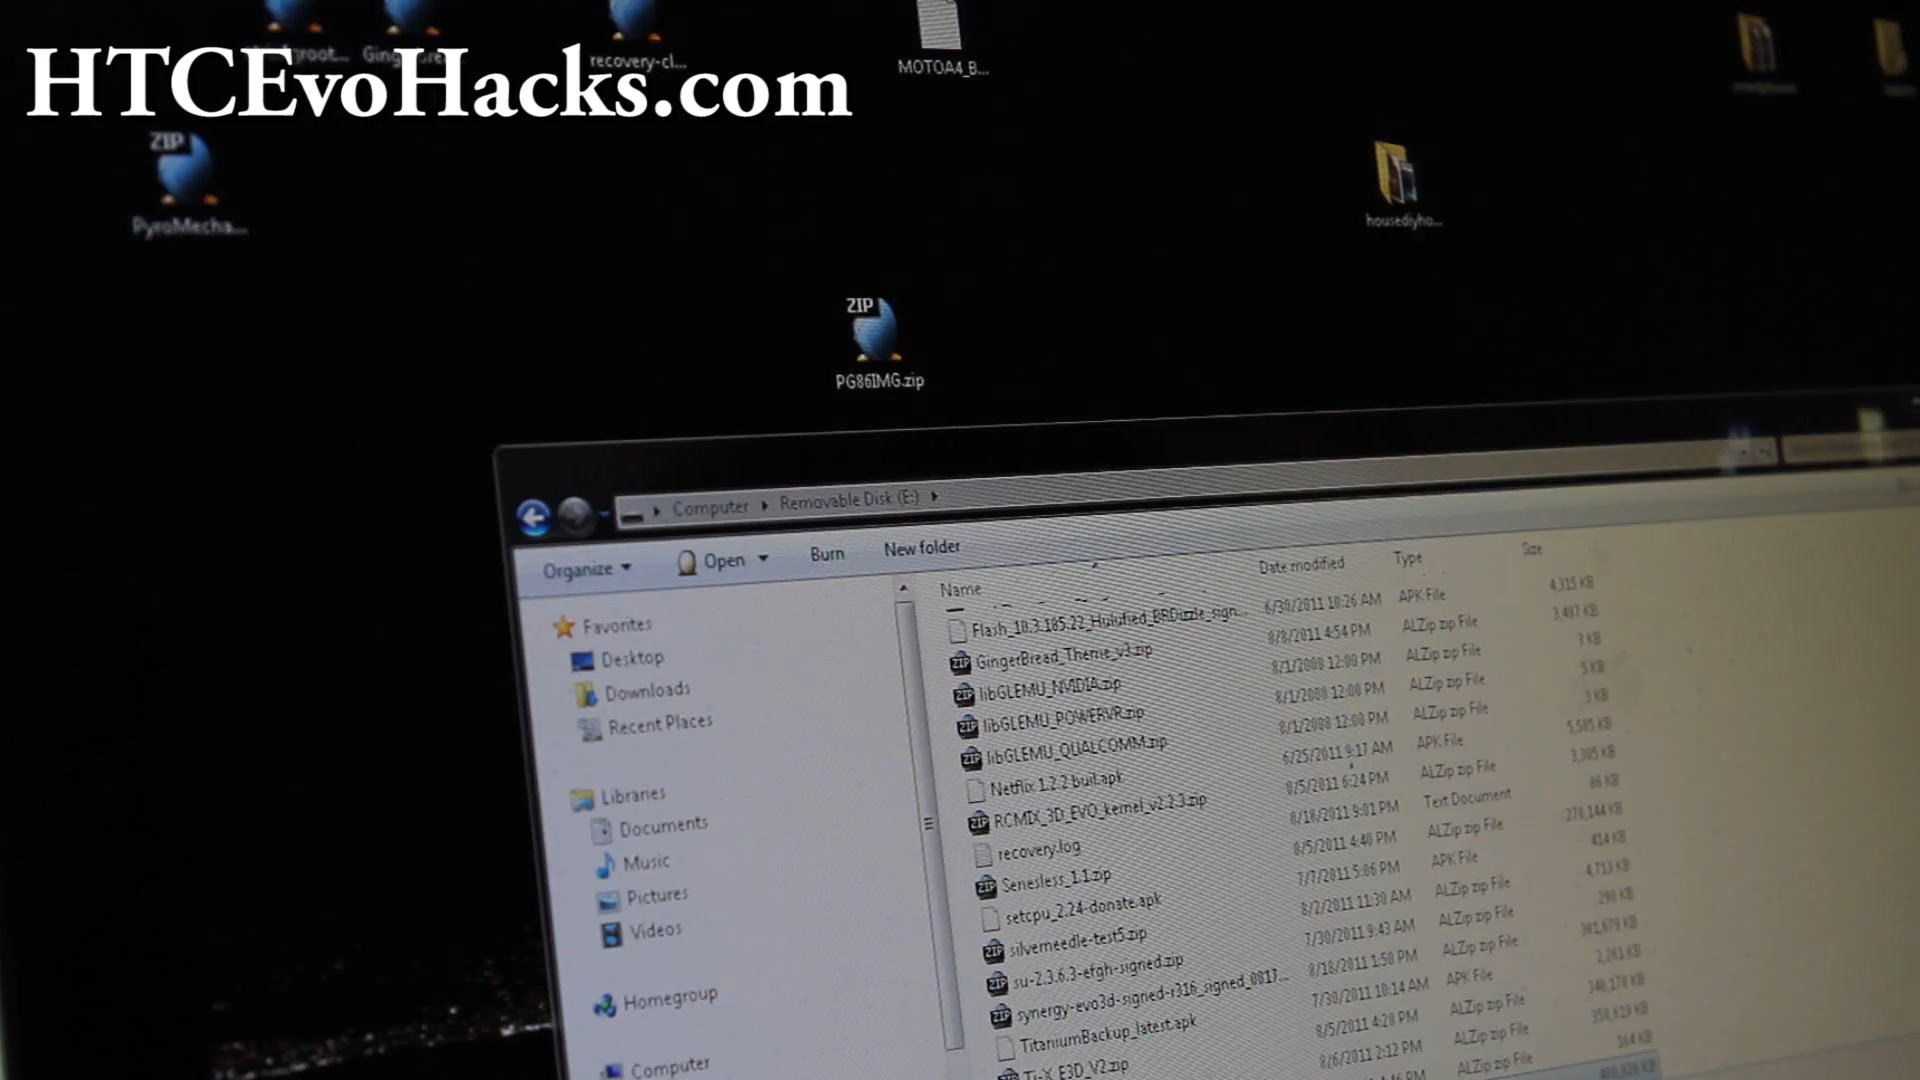 HTCEvoHacks.com
recovery-cl...
MOTOA4_B...
ZIP
PyroMecha...
housediyho...
ZIP
PG86IMG.zip
Computer
Removable Disk (E:)
Organize
Open
Burn
New folder
Name
Date modified
Type
Size
Favorites
Desktop
Downloads
Recent Places
Libraries
Documents
Music
Pictures
Videos
Homegroup
Computer
6/30/2011 10:26 AM APK File 4,315 KB
Flash_10.3.185.22_Hulufied_BRDizzle_sign... 8/8/2011 4:54 PM ALZip zip File 3,497 KB
GingerBread_Theme_v3.zip 8/1/2008 12:00 PM ALZip zip File 3 KB
libGLEMU_NVIDIA.zip 8/1/2008 12:00 PM ALZip zip File 5 KB
libGLEMU_POWERVR.zip 8/1/2008 12:00 PM ALZip zip File 3 KB
libGLEMU_QUALCOMM.zip 6/25/2011 9:17 AM APK File 5,505 KB
Netflix 1.2.2 buil.apk 8/5/2011 6:24 PM ALZip zip File 3,305 KB
RCMIX_3D_EVO_kernel_v2.2.3.zip 8/18/2011 9:01 PM Text Document 86 KB
recovery.log 8/5/2011 4:40 PM ALZip zip File 278,144 KB
Senesless_1.1.zip 7/7/2011 5:06 PM APK File 414 KB
setcpu_2.24-donate.apk 8/2/2011 11:30 AM ALZip zip File 4,713 KB
silverneedle-test5.zip 7/30/2011 9:43 AM ALZip zip File 290 KB
su-2.3.6.3-efgh-signed.zip 8/18/2011 1:50 PM ALZip zip File 301,679 KB
synergy-evo3d-signed-r316_signed_0817... 7/30/2011 10:14 AM APK File 2,261 KB
TitaniumBackup_latest.apk 8/5/2011 4:20 PM ALZip zip File 340,178 KB
Ti-X_E3D_V2.zip 8/6/2011 2:12 PM ALZip zip File 350,619 KB
ALZip zip File 164 KB